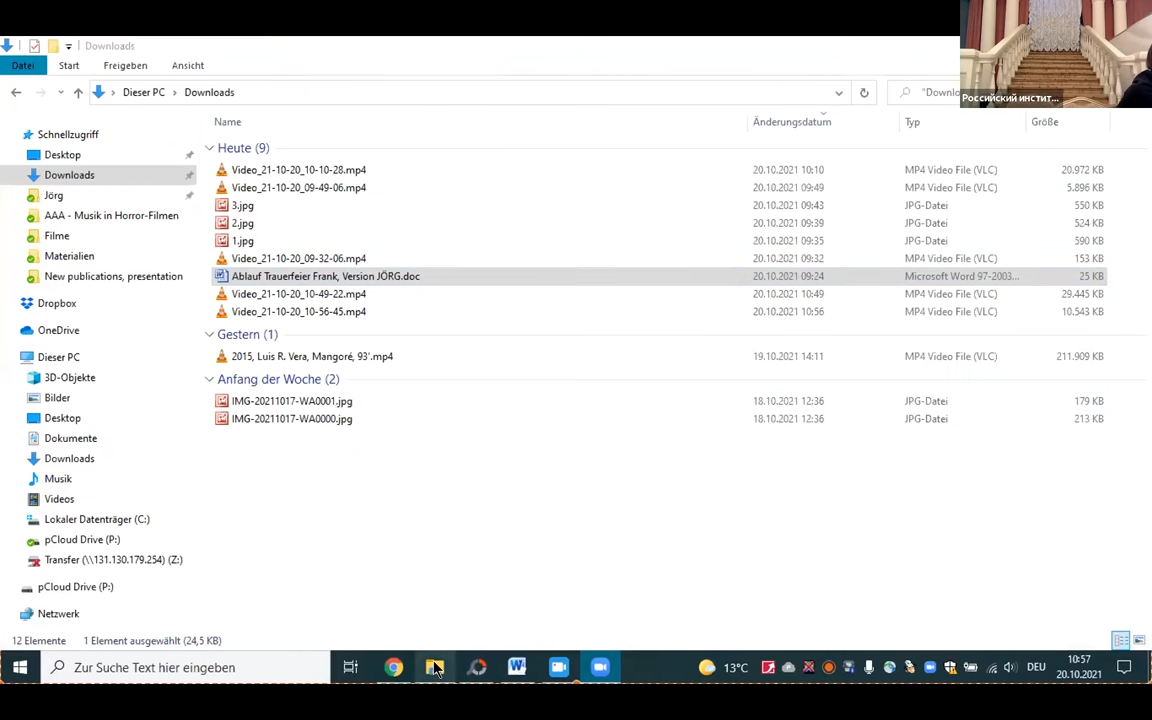 Downloads
Datei Start Freigeben Ansicht
Dieser PC Downloads
Российский инстит...
Name Änderungsdatum Typ Größe
Schnellzugriff
Desktop
Downloads
Jörg
AAA - Musik in Horror-Filmen
Filme
Materialien
New publications, presentation
Dropbox
OneDrive
Dieser PC
3D-Objekte
Bilder
Desktop
Dokumente
Downloads
Musik
Videos
Lokaler Datenträger (C:)
pCloud Drive (P:)
Transfer (\\131.130.179.254) (Z:)
pCloud Drive (P:)
Netzwerk
Heute (9)
Video_21-10-20_10-10-28.mp4 20.10.2021 10:10 MP4 Video File (VLC) 20.972 KB
Video_21-10-20_09-49-06.mp4 20.10.2021 09:49 MP4 Video File (VLC) 5.896 KB
3.jpg 20.10.2021 09:43 JPG-Datei 550 KB
2.jpg 20.10.2021 09:39 JPG-Datei 524 KB
1.jpg 20.10.2021 09:35 JPG-Datei 590 KB
Video_21-10-20_09-32-06.mp4 20.10.2021 09:32 MP4 Video File (VLC) 153 KB
Ablauf Trauerfeier Frank, Version JÖRG.doc 20.10.2021 09:24 Microsoft Word 97-2003... 25 KB
Video_21-10-20_10-49-22.mp4 20.10.2021 10:49 MP4 Video File (VLC) 29.445 KB
Video_21-10-20_10-56-45.mp4 20.10.2021 10:56 MP4 Video File (VLC) 10.543 KB
Gestern (1)
2015, Luis R. Vera, Mangoré, 93'.mp4 19.10.2021 14:11 MP4 Video File (VLC) 211.909 KB
Anfang der Woche (2)
IMG-20211017-WA0001.jpg 18.10.2021 12:36 JPG-Datei 179 KB
IMG-20211017-WA0000.jpg 18.10.2021 12:36 JPG-Datei 213 KB
12 Elemente 1 Element ausgewählt (24,5 KB)
Zur Suche Text hier eingeben
13°C
DEU
10:57
20.10.2021